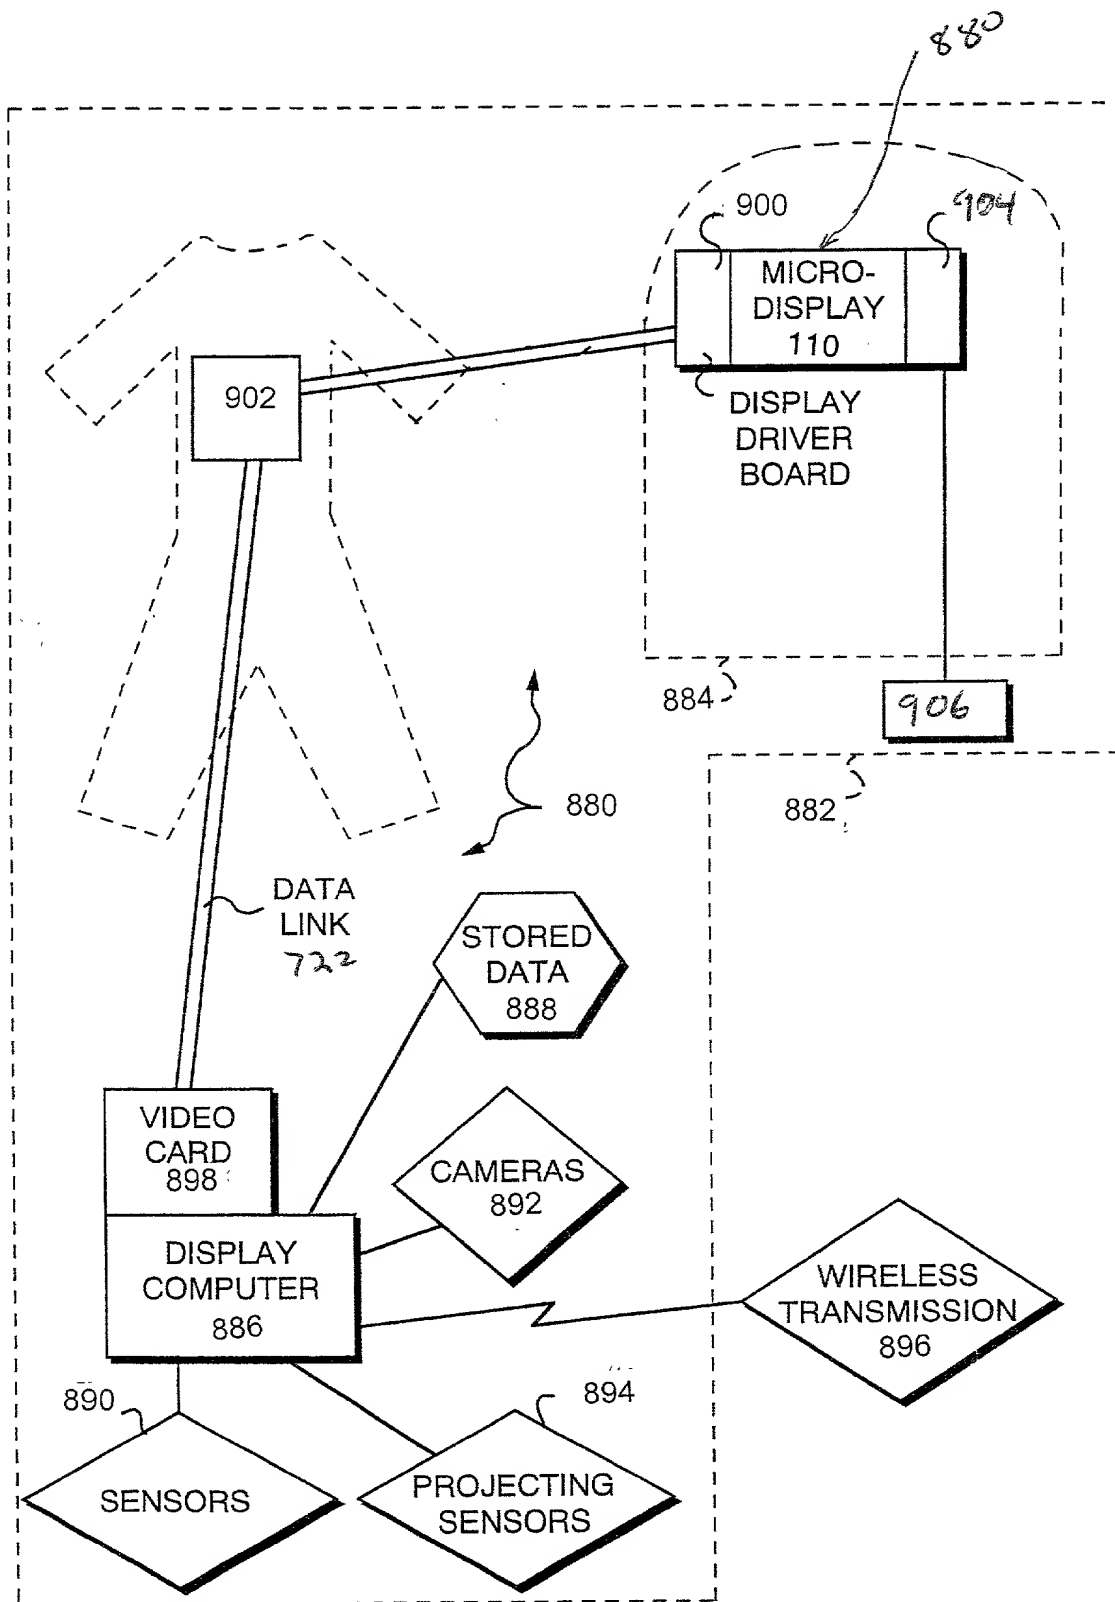 880
900
904
MICRO-
DISPLAY
110
902
DISPLAY
DRIVER
BOARD
884
906
880
882
DATA
LINK
722
STORED
DATA
888
VIDEO
CARD
898
CAMERAS
892
DISPLAY
COMPUTER
886
WIRELESS
TRANSMISSION
896
890
894
SENSORS
PROJECTING
SENSORS